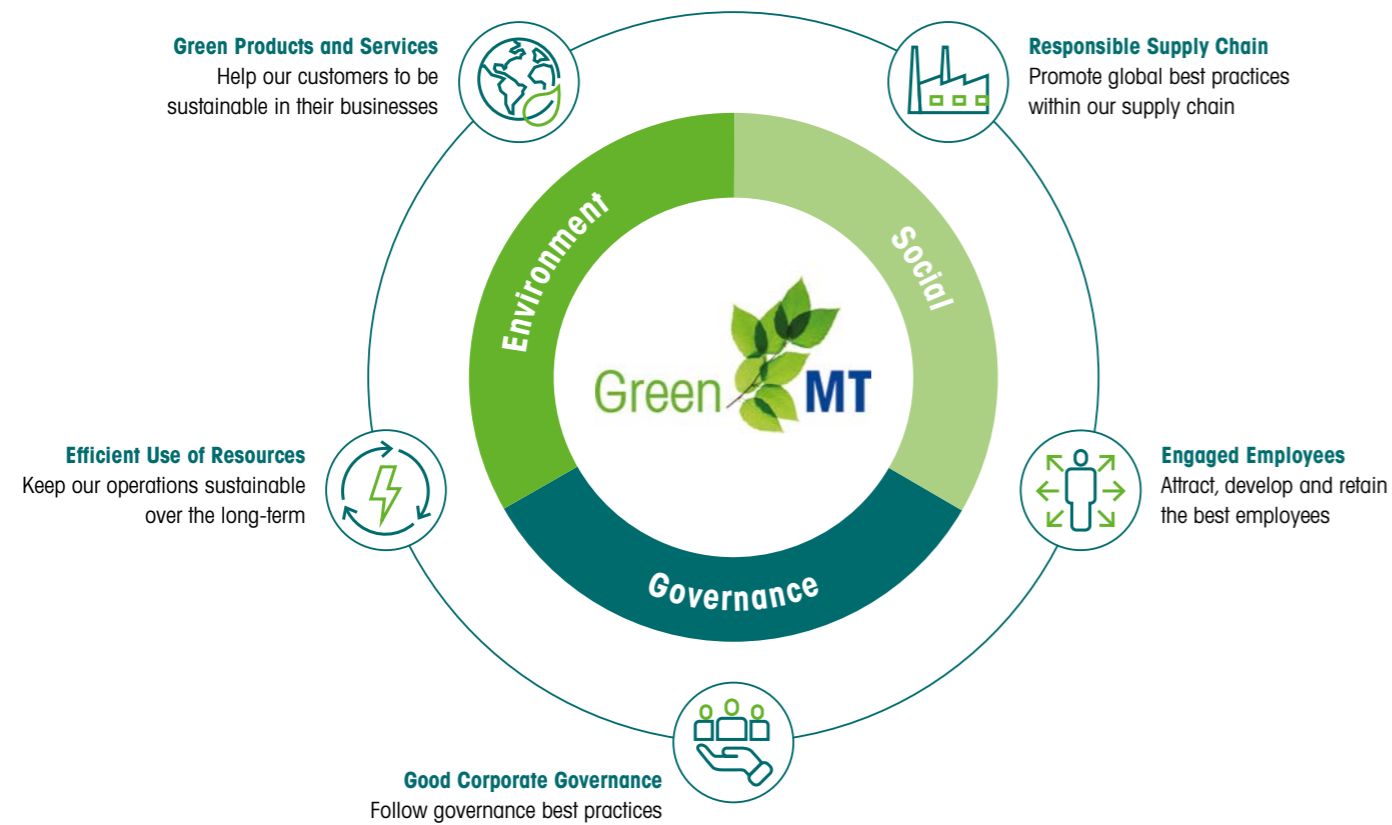 Green Products and Services
Help our customers to be
sustainable in their businesses
Responsible Supply Chain
Promote global best practices
within our supply chain
Environment
Social
Green MT
Efficient Use of Resources
Keep our operations sustainable
over the long-term
Engaged Employees
Attract, develop and retain
the best employees
Governance
Good Corporate Governance
Follow governance best practices